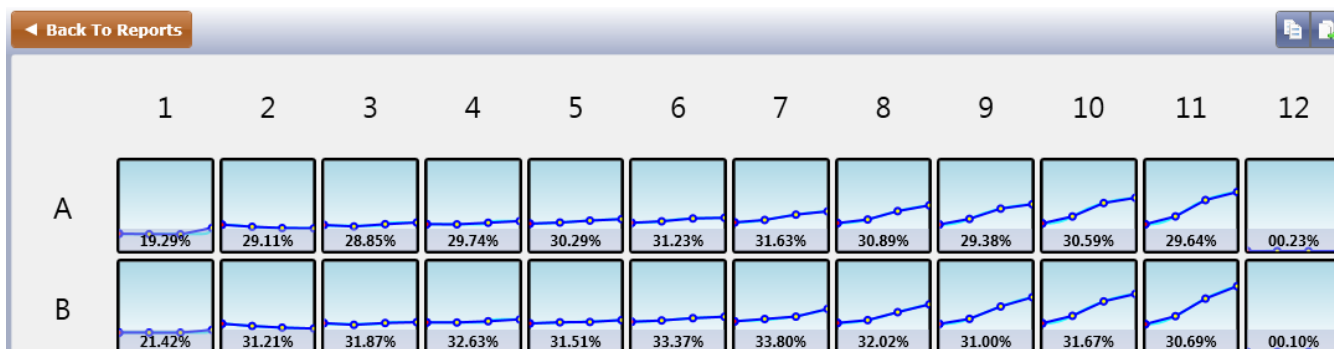 ◄ Back To Reports
1 2 3 4 5 6 7 8 9 10 11 12
A
19.29% 29.11% 28.85% 29.74% 30.29% 31.23% 31.63% 30.89% 29.38% 30.59% 29.64% 00.23%
B
21.42% 31.21% 31.87% 32.63% 31.51% 33.37% 33.80% 32.02% 31.00% 31.67% 30.69% 00.10%